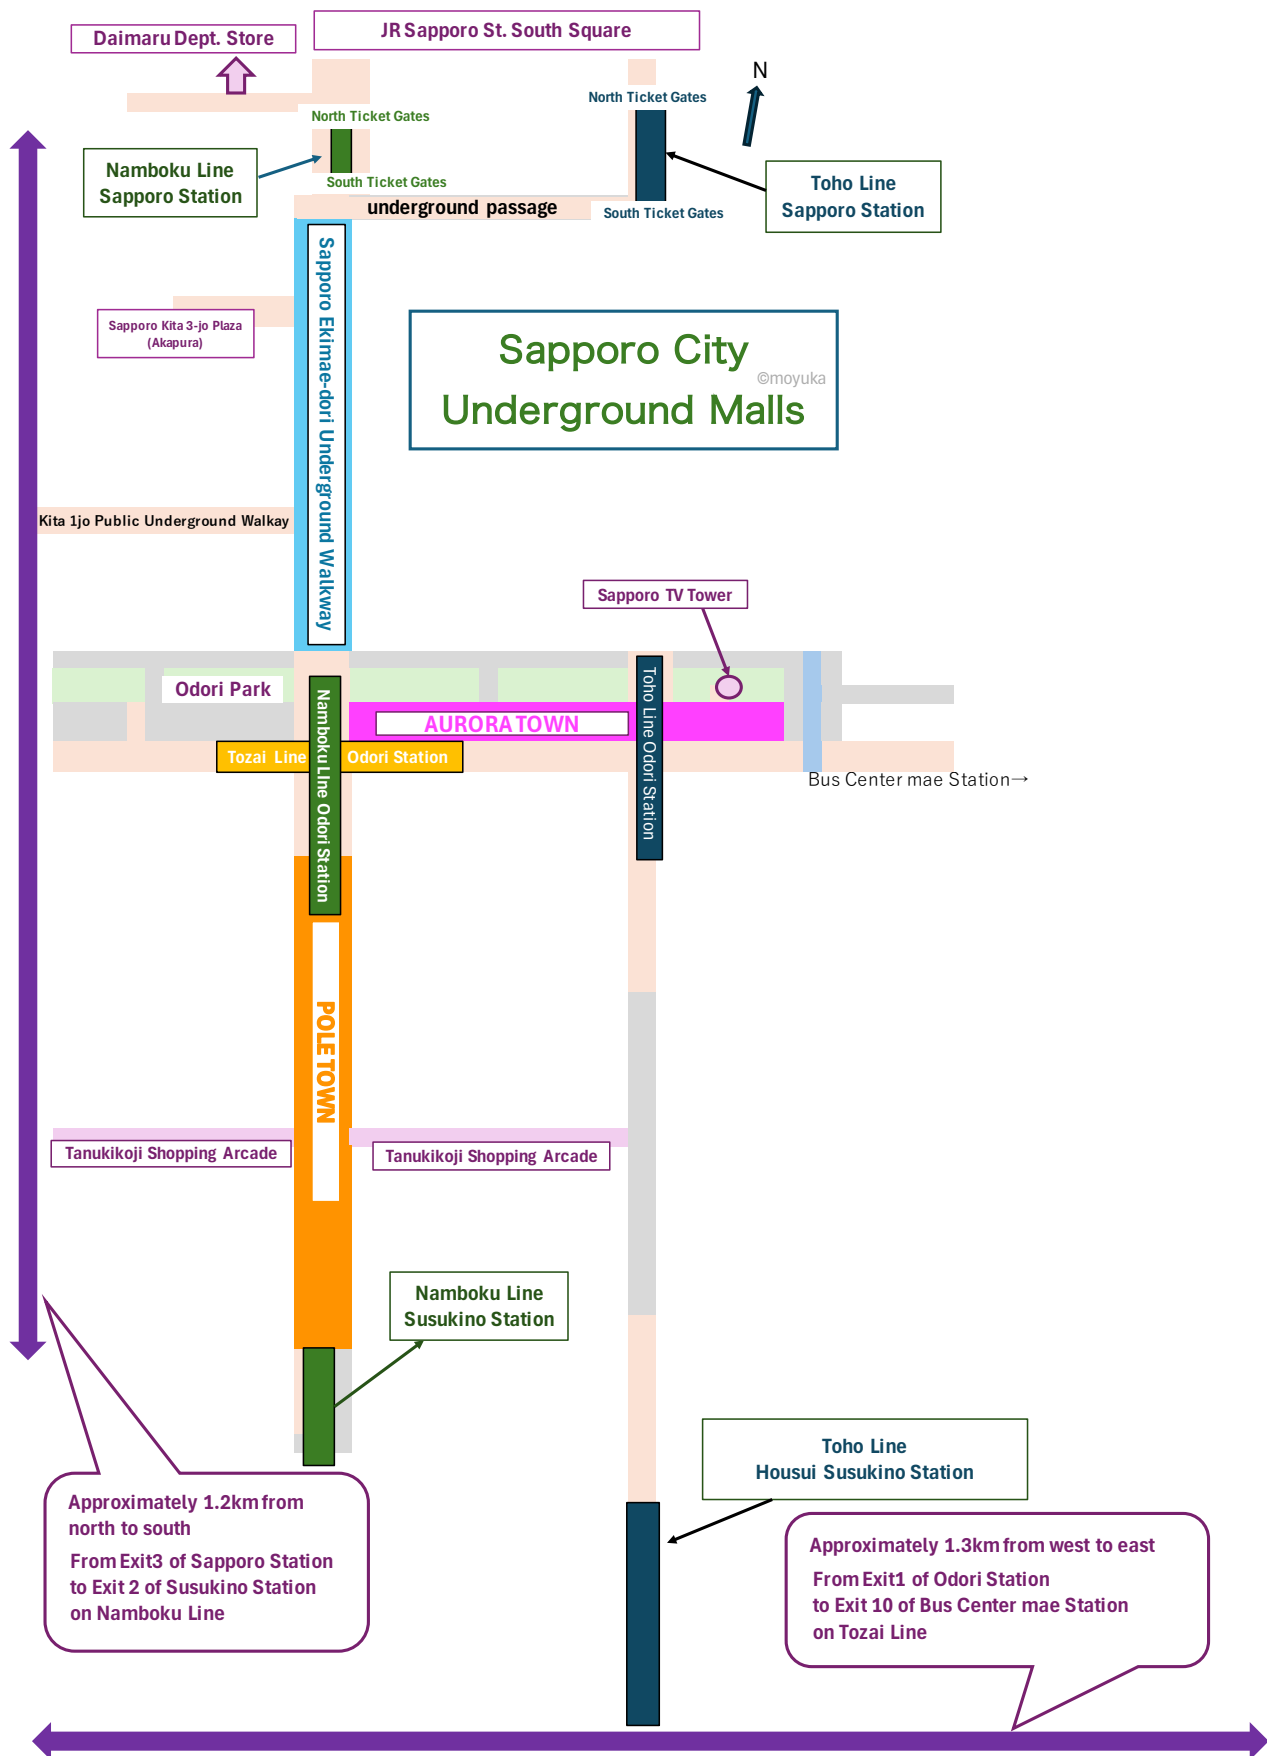 JR Sapporo St. South Square
Daimaru Dept. Store
N
North Ticket Gates
North Ticket Gates
Namboku Line
Sapporo Station
South Ticket Gates
Toho Line
Sapporo Station
underground passage
South Ticket Gates
Sapporo Ekimae-dori Underground Walkway
Sapporo Kita 3-jo Plaza
(Akapura)
Sapporo City
©moyuka
Underground Malls
Kita 1jo Public Underground Walkay
Sapporo TV Tower
Odori Park
Namboku LIne Odori Station
Toho Line Odori Station
AURORA TOWN
Tozai Line Odori Station
Bus Center mae Station→
POLE TOWN
Tanukikoji Shopping Arcade
Tanukikoji Shopping Arcade
Namboku Line
Susukino Station
Toho Line
Housui Susukino Station
Approximately 1.2km from
north to south
From Exit3 of Sapporo Station
to Exit 2 of Susukino Station
on Namboku Line
Approximately 1.3km from west to east
From Exit1 of Odori Station
to Exit 10 of Bus Center mae Station
on Tozai Line